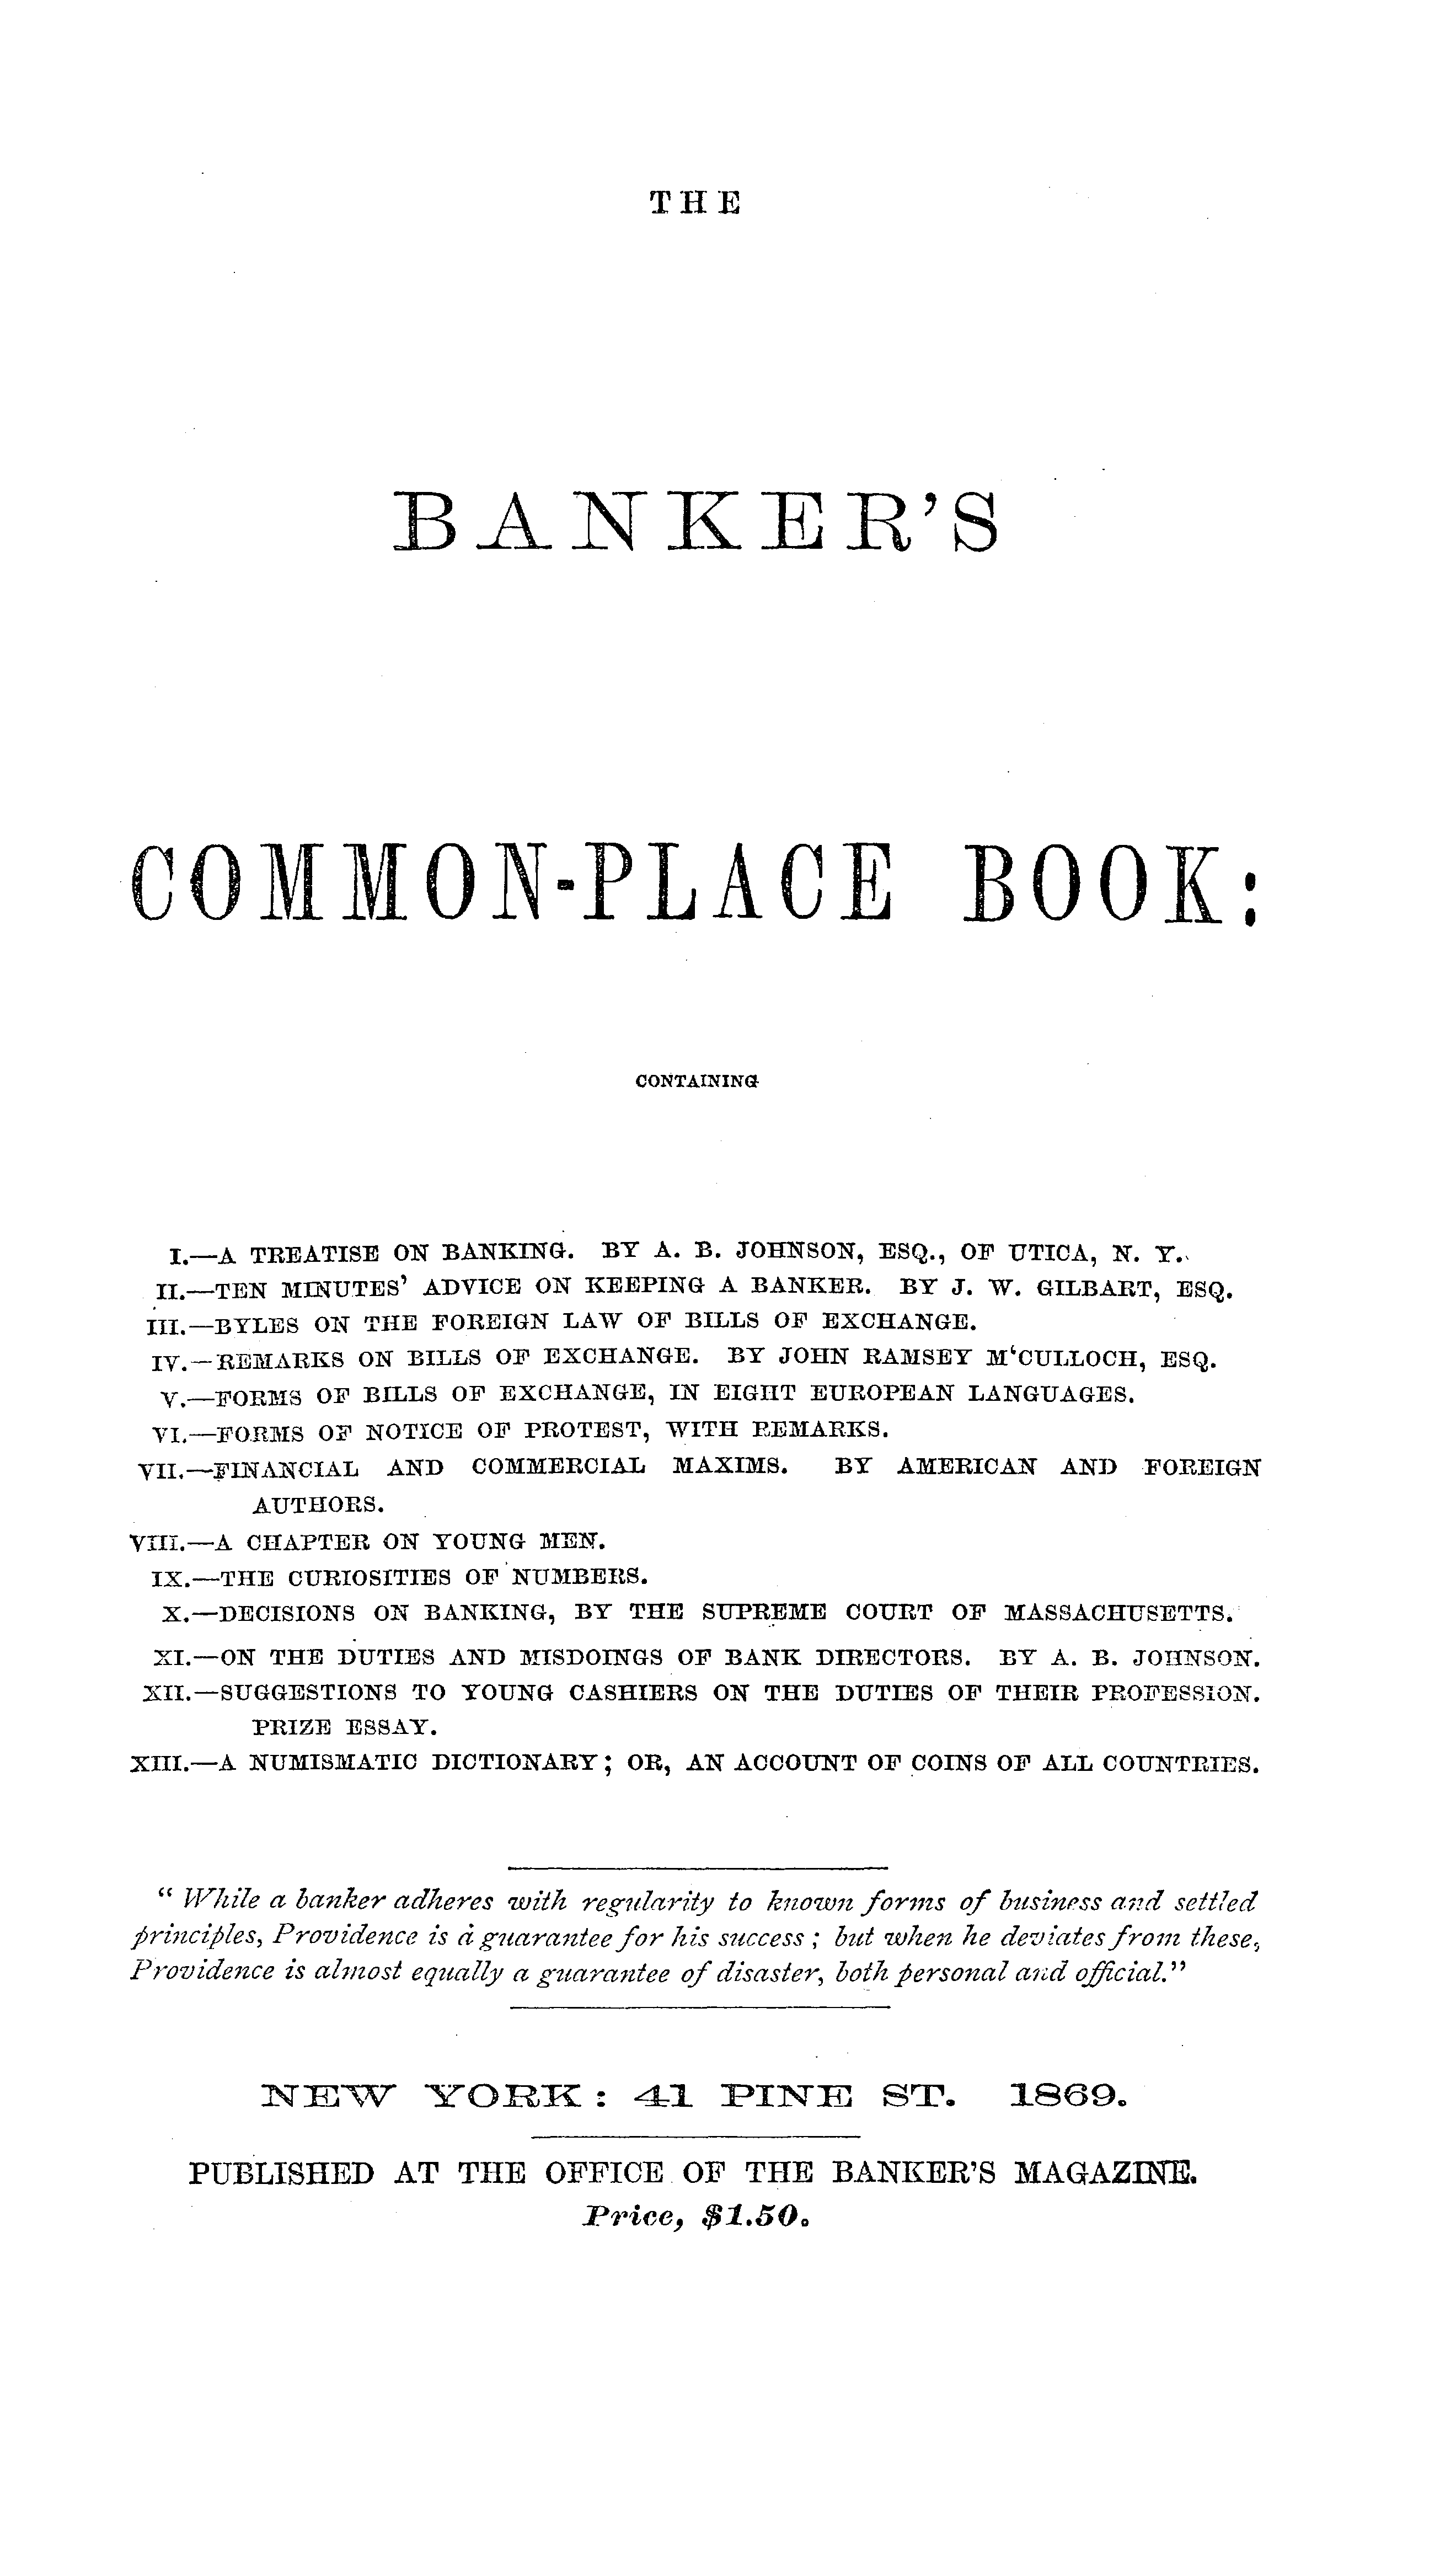 THE
BANKER'S
COMMON-PLACE BOOK:
CONTAINING
I.—A TREATISE ON BANKING. BY A. B. JOHNSON, ESQ., OF UTICA, N. Y.
II.—TEN MINUTES' ADVICE ON KEEPING A BANKER. BY J. W. GILBART, ESQ.
III.—BYLES ON THE FOREIGN LAW OF BILLS OF EXCHANGE.
IV.—REMARKS ON BILLS OF EXCHANGE. BY JOHN RAMSEY M‘CULLOCH, ESQ.
V.—FORMS OF BILLS OF EXCHANGE, IN EIGHT EUROPEAN LANGUAGES.
VI.—FORMS OF NOTICE OF PROTEST, WITH REMARKS.
VII.—FINANCIAL AND COMMERCIAL MAXIMS. BY AMERICAN AND FOREIGN
AUTHORS.
VIII.—A CHAPTER ON YOUNG MEN.
IX.—THE CURIOSITIES OF NUMBERS.
X.—DECISIONS ON BANKING, BY THE SUPREME COURT OF MASSACHUSETTS.
XI.—ON THE DUTIES AND MISDOINGS OF BANK DIRECTORS. BY A. B. JOHNSON.
XII.—SUGGESTIONS TO YOUNG CASHIERS ON THE DUTIES OF THEIR PROFESSION.
PRIZE ESSAY.
XIII.—A NUMISMATIC DICTIONARY; OR, AN ACCOUNT OF COINS OF ALL COUNTRIES.
“While a banker adheres with regularity to known forms of business and settled
principles, Providence is a guarantee for his success; but when he deviates from these,
Providence is almost equally a guarantee of disaster, both personal and official.”
NEW YORK: 41 PINE ST. 1869.
PUBLISHED AT THE OFFICE OF THE BANKER'S MAGAZINE.
Price, $1.50.